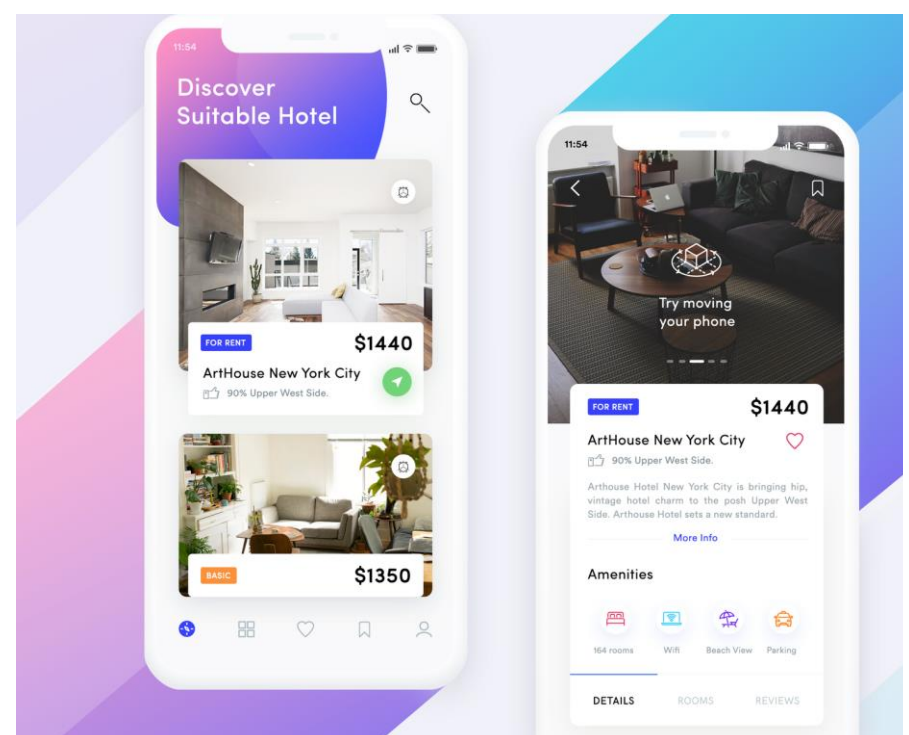 11:54
Discover
Suitable Hotel
FOR RENT
$1440
ArtHouse New York City
90% Upper West Side.
BASIC
$1350
11:54
Try moving
your phone
FOR RENT
$1440
ArtHouse New York City
90% Upper West Side.
Arthouse Hotel New York City is bringing hip,
vintage hotel charm to the posh Upper West
Side. Arthouse Hotel sets a new standard.
More Info
Amenities
164 rooms
Wifi
Beach View
Parking
DETAILS
ROOMS
REVIEWS